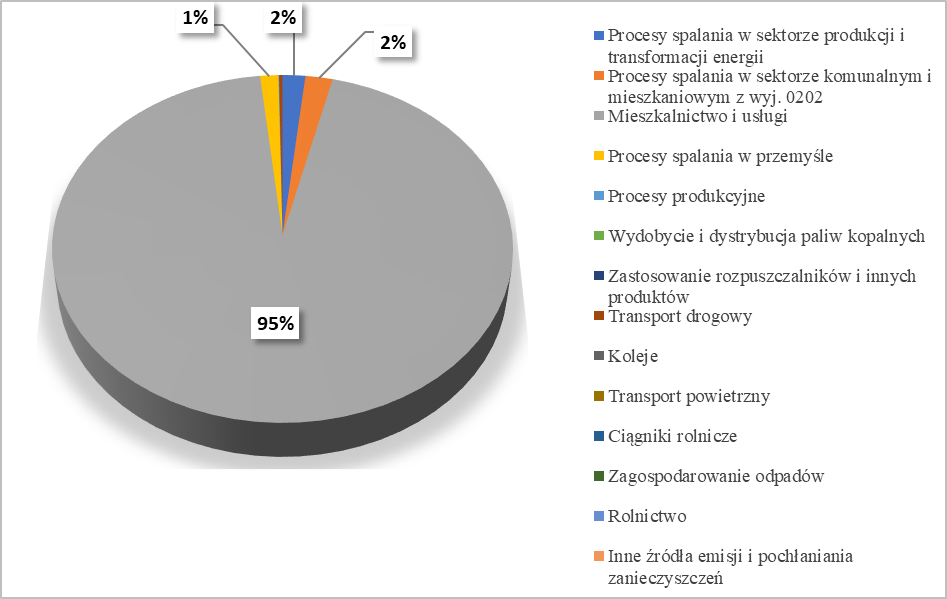 1%
2%
2%
95%
Procesy spalania w sektorze produkcji i
transformacji energii
Procesy spalania w sektorze komunalnym i
mieszkaniowym z wyj. 0202
Mieszkalnictwo i usługi
Procesy spalania w przemyśle
Procesy produkcyjne
Wydobycie i dystrybucja paliw kopalnych
Zastosowanie rozpuszczalników i innych
produktów
Transport drogowy
Koleje
Transport powietrzny
Ciągniki rolnicze
Zagospodarowanie odpadów
Rolnictwo
Inne źródła emisji i pochłaniania
zanieczyszczeń